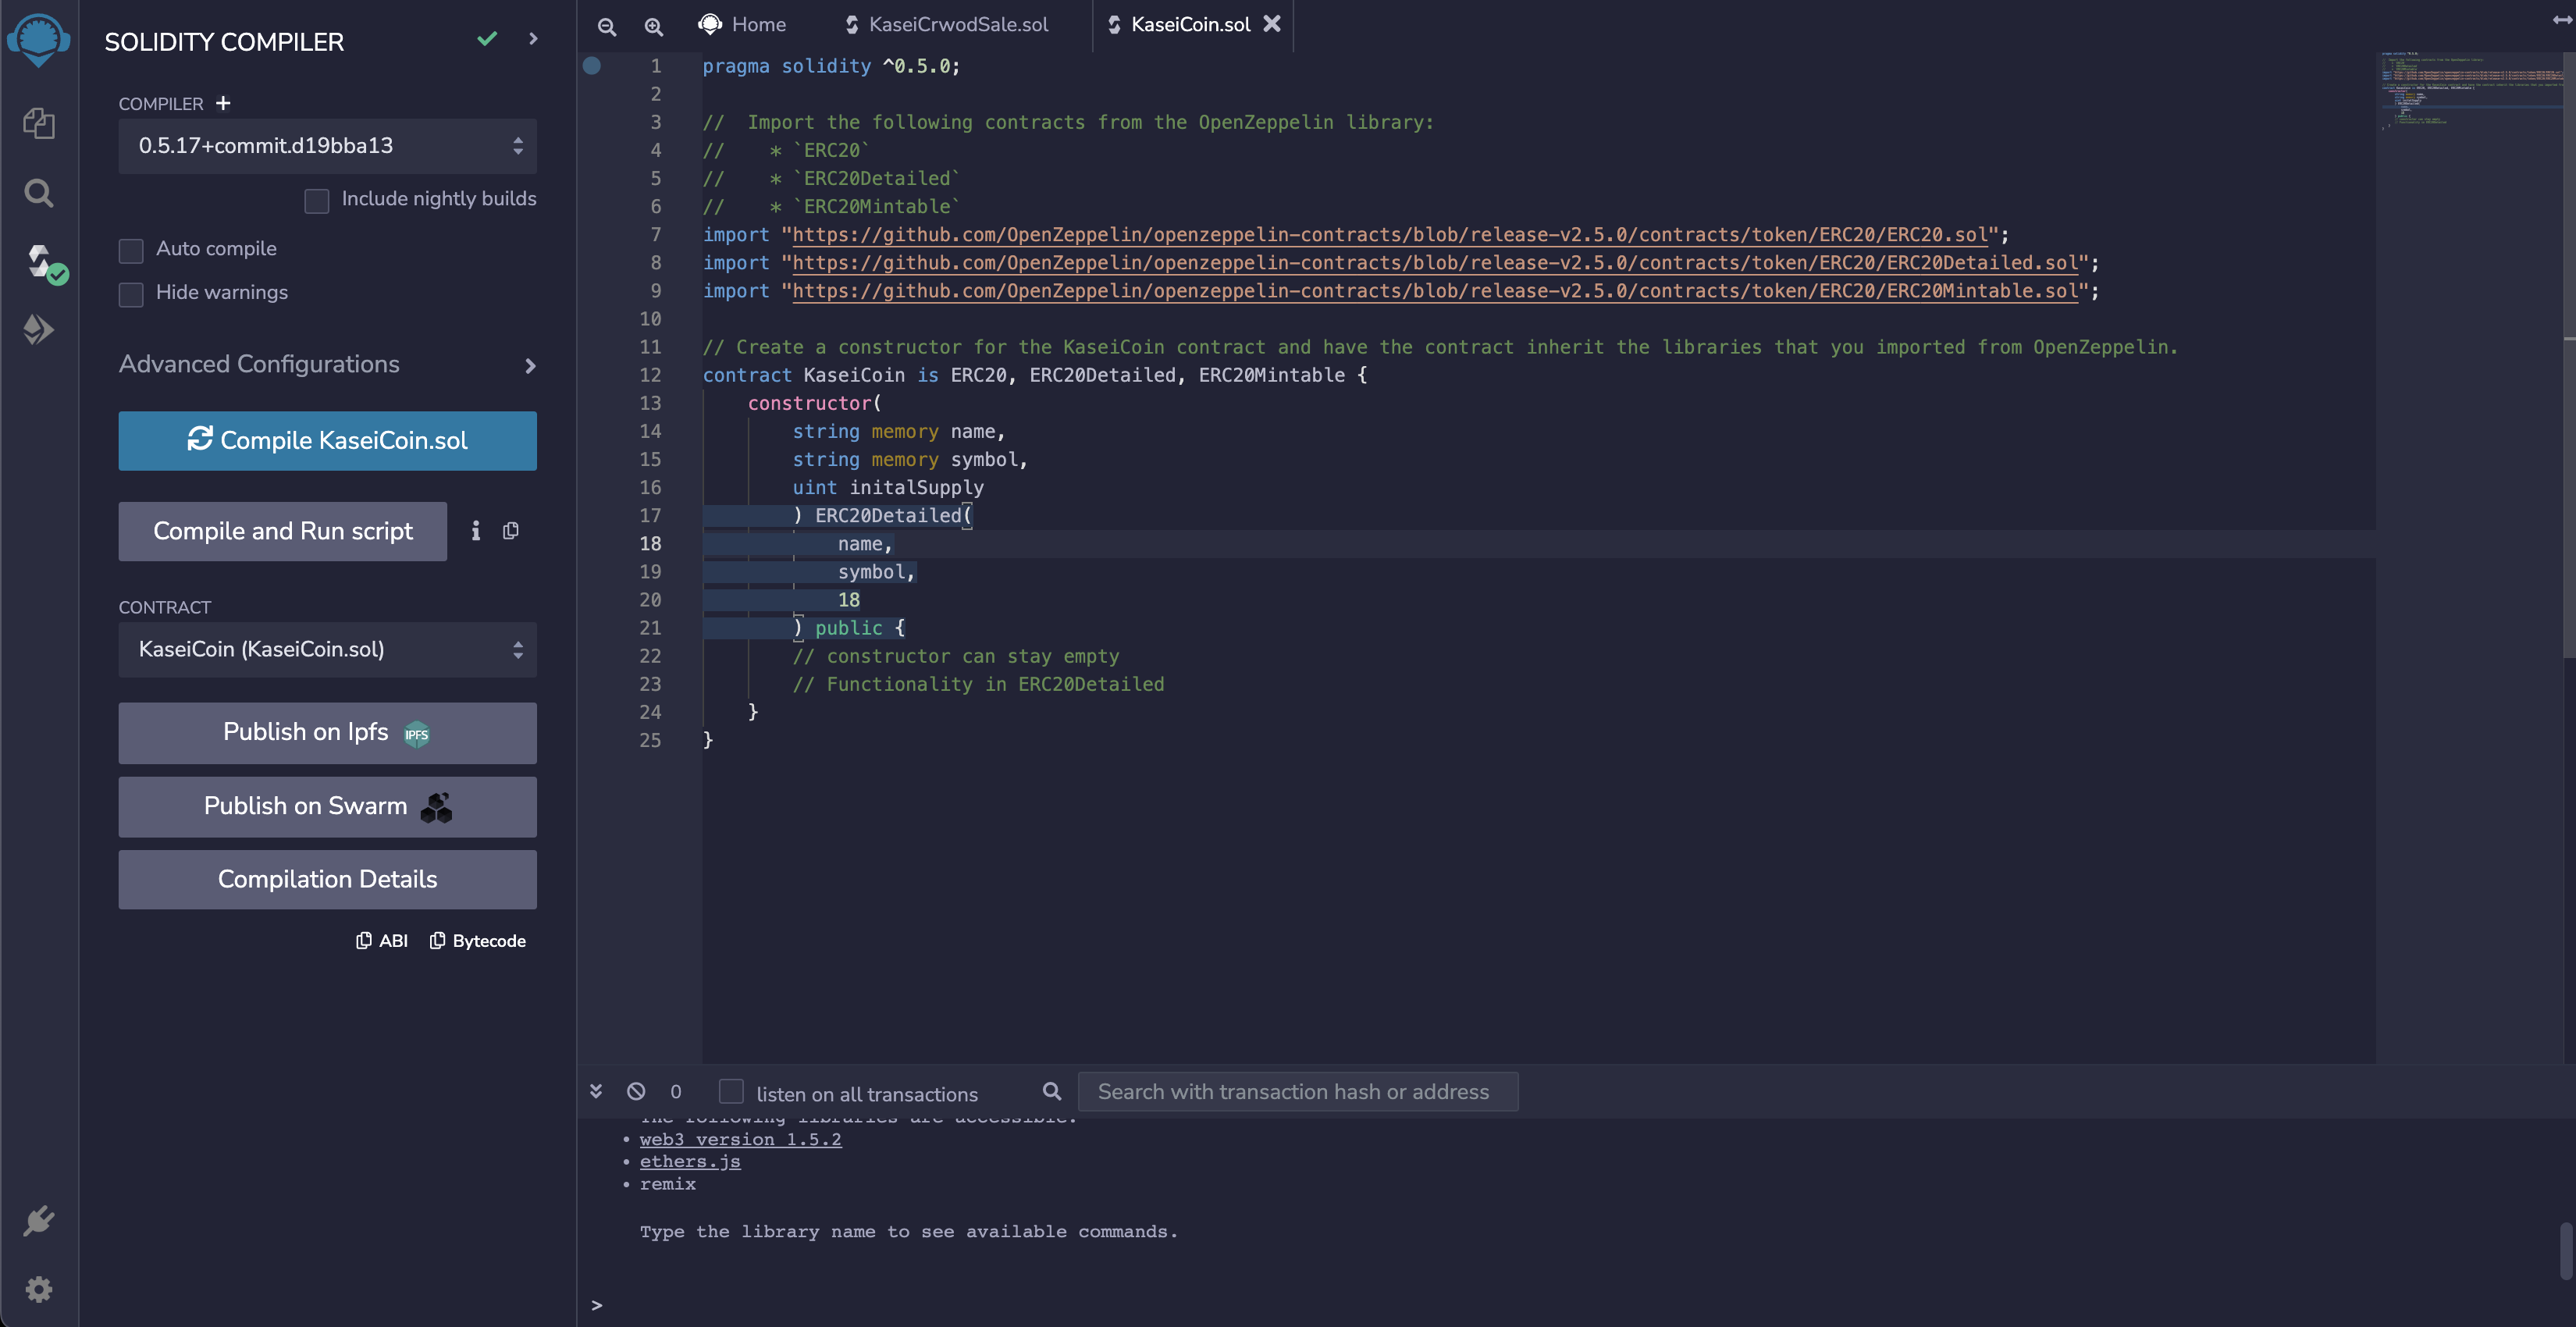 SOLIDITY COMPILER
COMPILER +
0.5.17+commit.d19bba13
Include nightly builds
Auto compile
Hide warnings
Advanced Configurations
Compile KaseiCoin.sol
Compile and Run script
CONTRACT
KaseiCoin (KaseiCoin.sol)
Publish on Ipfs IPFS
Publish on Swarm
Compilation Details
ABI Bytecode
Home KaseiCrwodSale.sol KaseiCoin.sol
1 pragma solidity ^0.5.0;
2
3 //  Import the following contracts from the OpenZeppelin library:
4 //    * `ERC20`
5 //    * `ERC20Detailed`
6 //    * `ERC20Mintable`
7 import "https://github.com/OpenZeppelin/openzeppelin-contracts/blob/release-v2.5.0/contracts/token/ERC20/ERC20.sol";
8 import "https://github.com/OpenZeppelin/openzeppelin-contracts/blob/release-v2.5.0/contracts/token/ERC20/ERC20Detailed.sol";
9 import "https://github.com/OpenZeppelin/openzeppelin-contracts/blob/release-v2.5.0/contracts/token/ERC20/ERC20Mintable.sol";
10
11 // Create a constructor for the KaseiCoin contract and have the contract inherit the libraries that you imported from OpenZeppelin.
12 contract KaseiCoin is ERC20, ERC20Detailed, ERC20Mintable {
13     constructor(
14         string memory name,
15         string memory symbol,
16         uint initalSupply
17         ) ERC20Detailed(
18             name,
19             symbol,
20             18
21         ) public {
22         // constructor can stay empty
23         // Functionality in ERC20Detailed
24     }
25 }
0 listen on all transactions Search with transaction hash or address
The following libraries are accessible:
• web3 version 1.5.2
• ethers.js
• remix
Type the library name to see available commands.
>